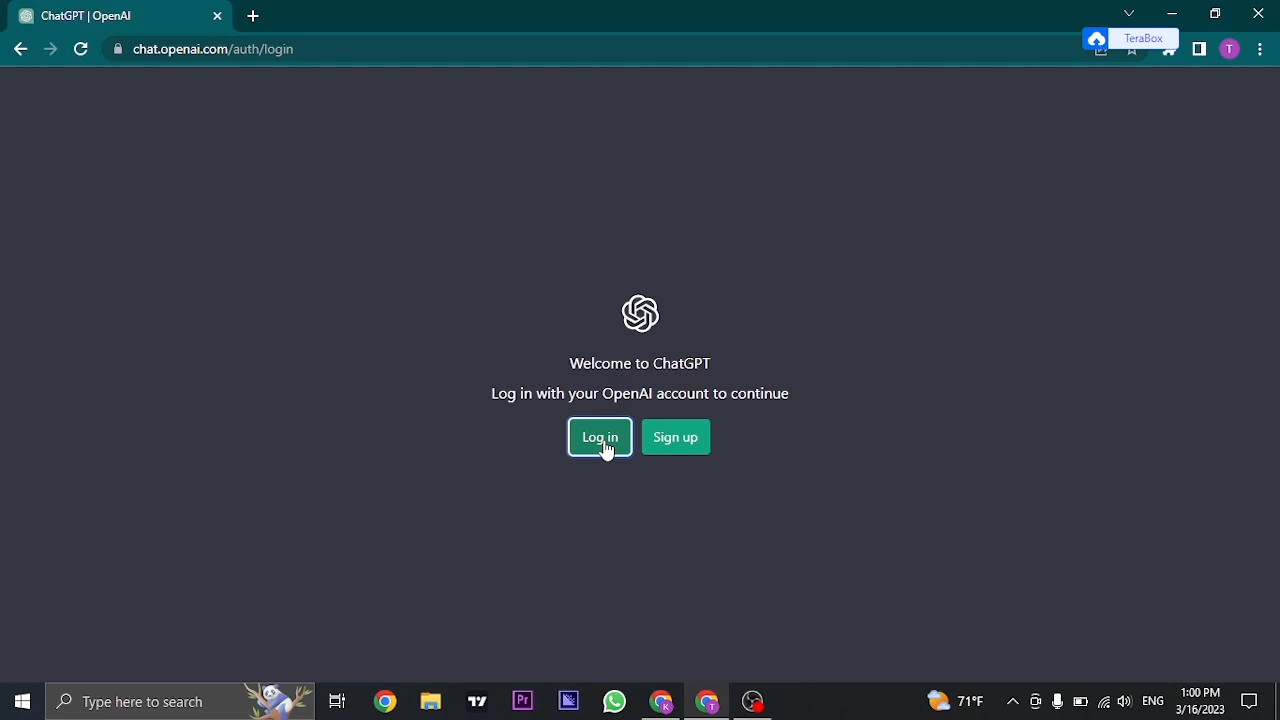 ChatGPT | OpenAI
chat.openai.com/auth/login
TeraBox
T
Welcome to ChatGPT
Log in with your OpenAI account to continue
Log in
Sign up
Type here to search
Pr
K
T
71°F
ENG
1:00 PM
3/16/2023